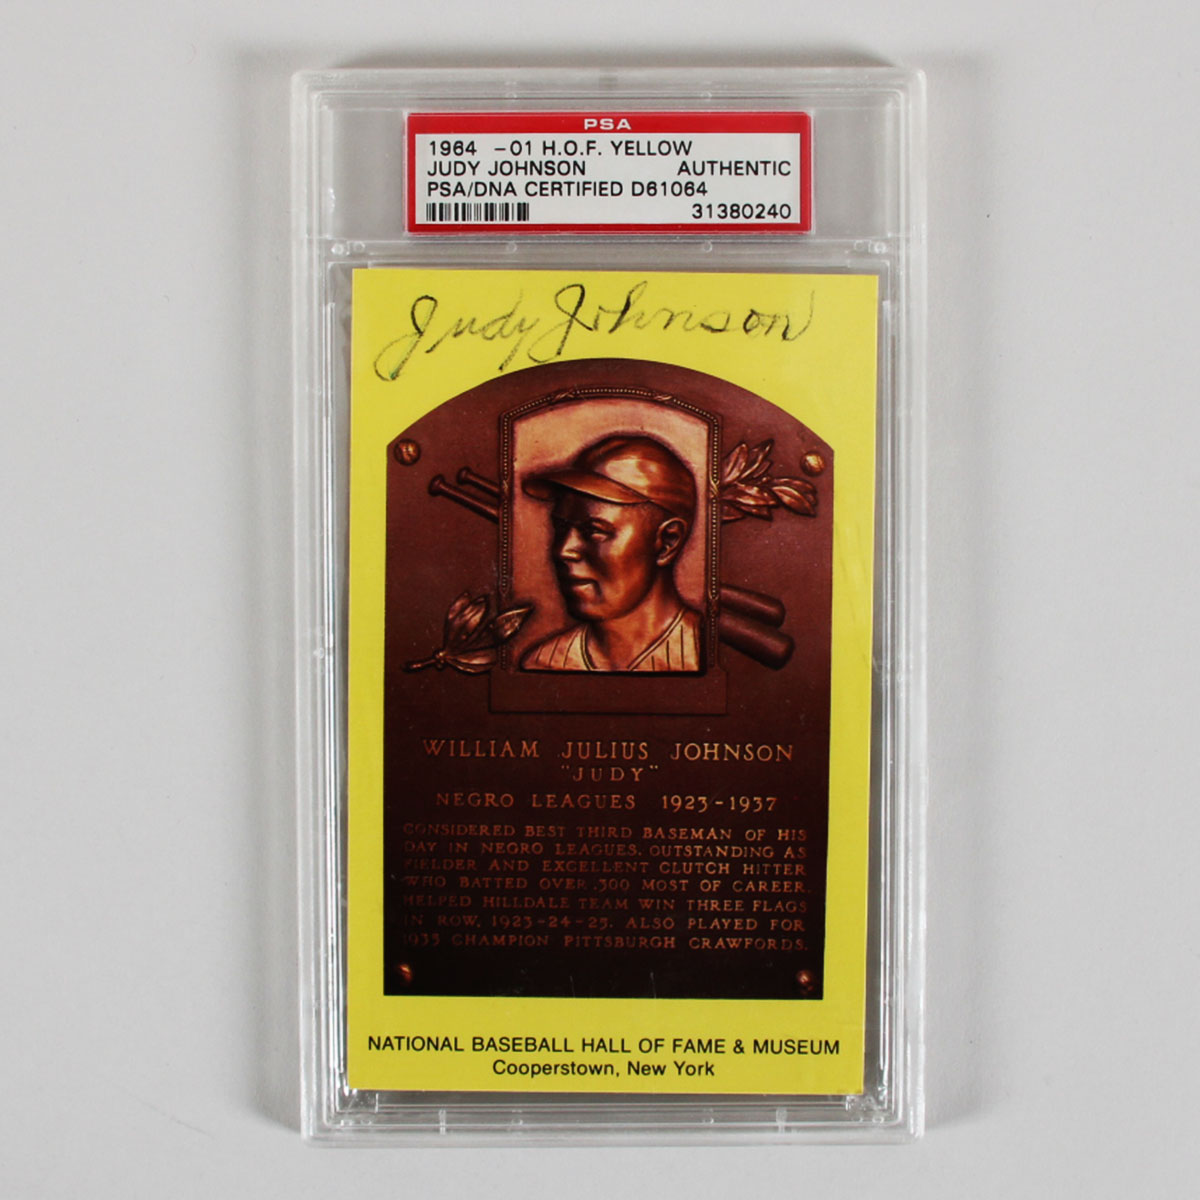 PSA
1964 -01 H.O.F. YELLOW
JUDY JOHNSON AUTHENTIC
PSA/DNA CERTIFIED D61064
31380240
Judy Johnson
WILLIAM JULIUS JOHNSON
"JUDY"
NEGRO LEAGUES 1923-1937
CONSIDERED BEST THIRD BASEMAN OF HIS
DAY IN NEGRO LEAGUES. OUTSTANDING AS
FIELDER AND EXCELLENT CLUTCH HITTER
WHO BATTED OVER .300 MOST OF CAREER.
HELPED HILLDALE TEAM WIN THREE FLAGS
IN ROW, 1923-24-25. ALSO PLAYED FOR
1935 CHAMPION PITTSBURGH CRAWFORDS.
NATIONAL BASEBALL HALL OF FAME & MUSEUM
Cooperstown, New York